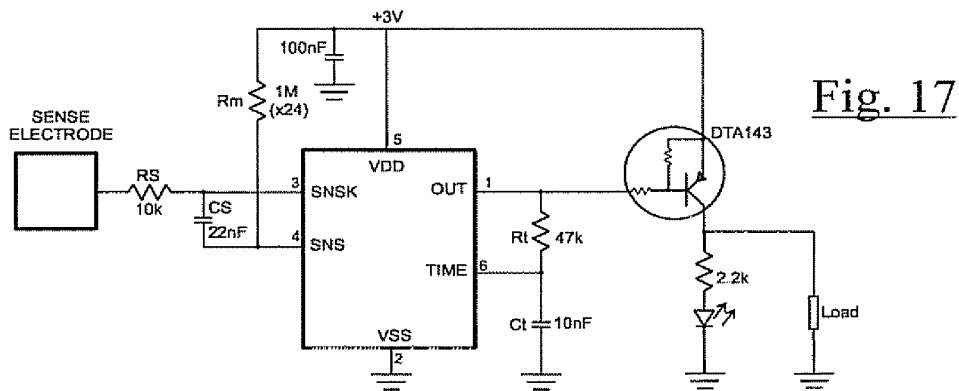 +3V
100nF
1M
(x24)
Rm
Fig. 17
SENSE
ELECTRODE
DTA143
5
VDD
RS
10k
3
SNSK
OUT
1
CS
22nF
4
SNS
Rt
47k
TIME
6
2.2k
Ct
10nF
Load
VSS
2